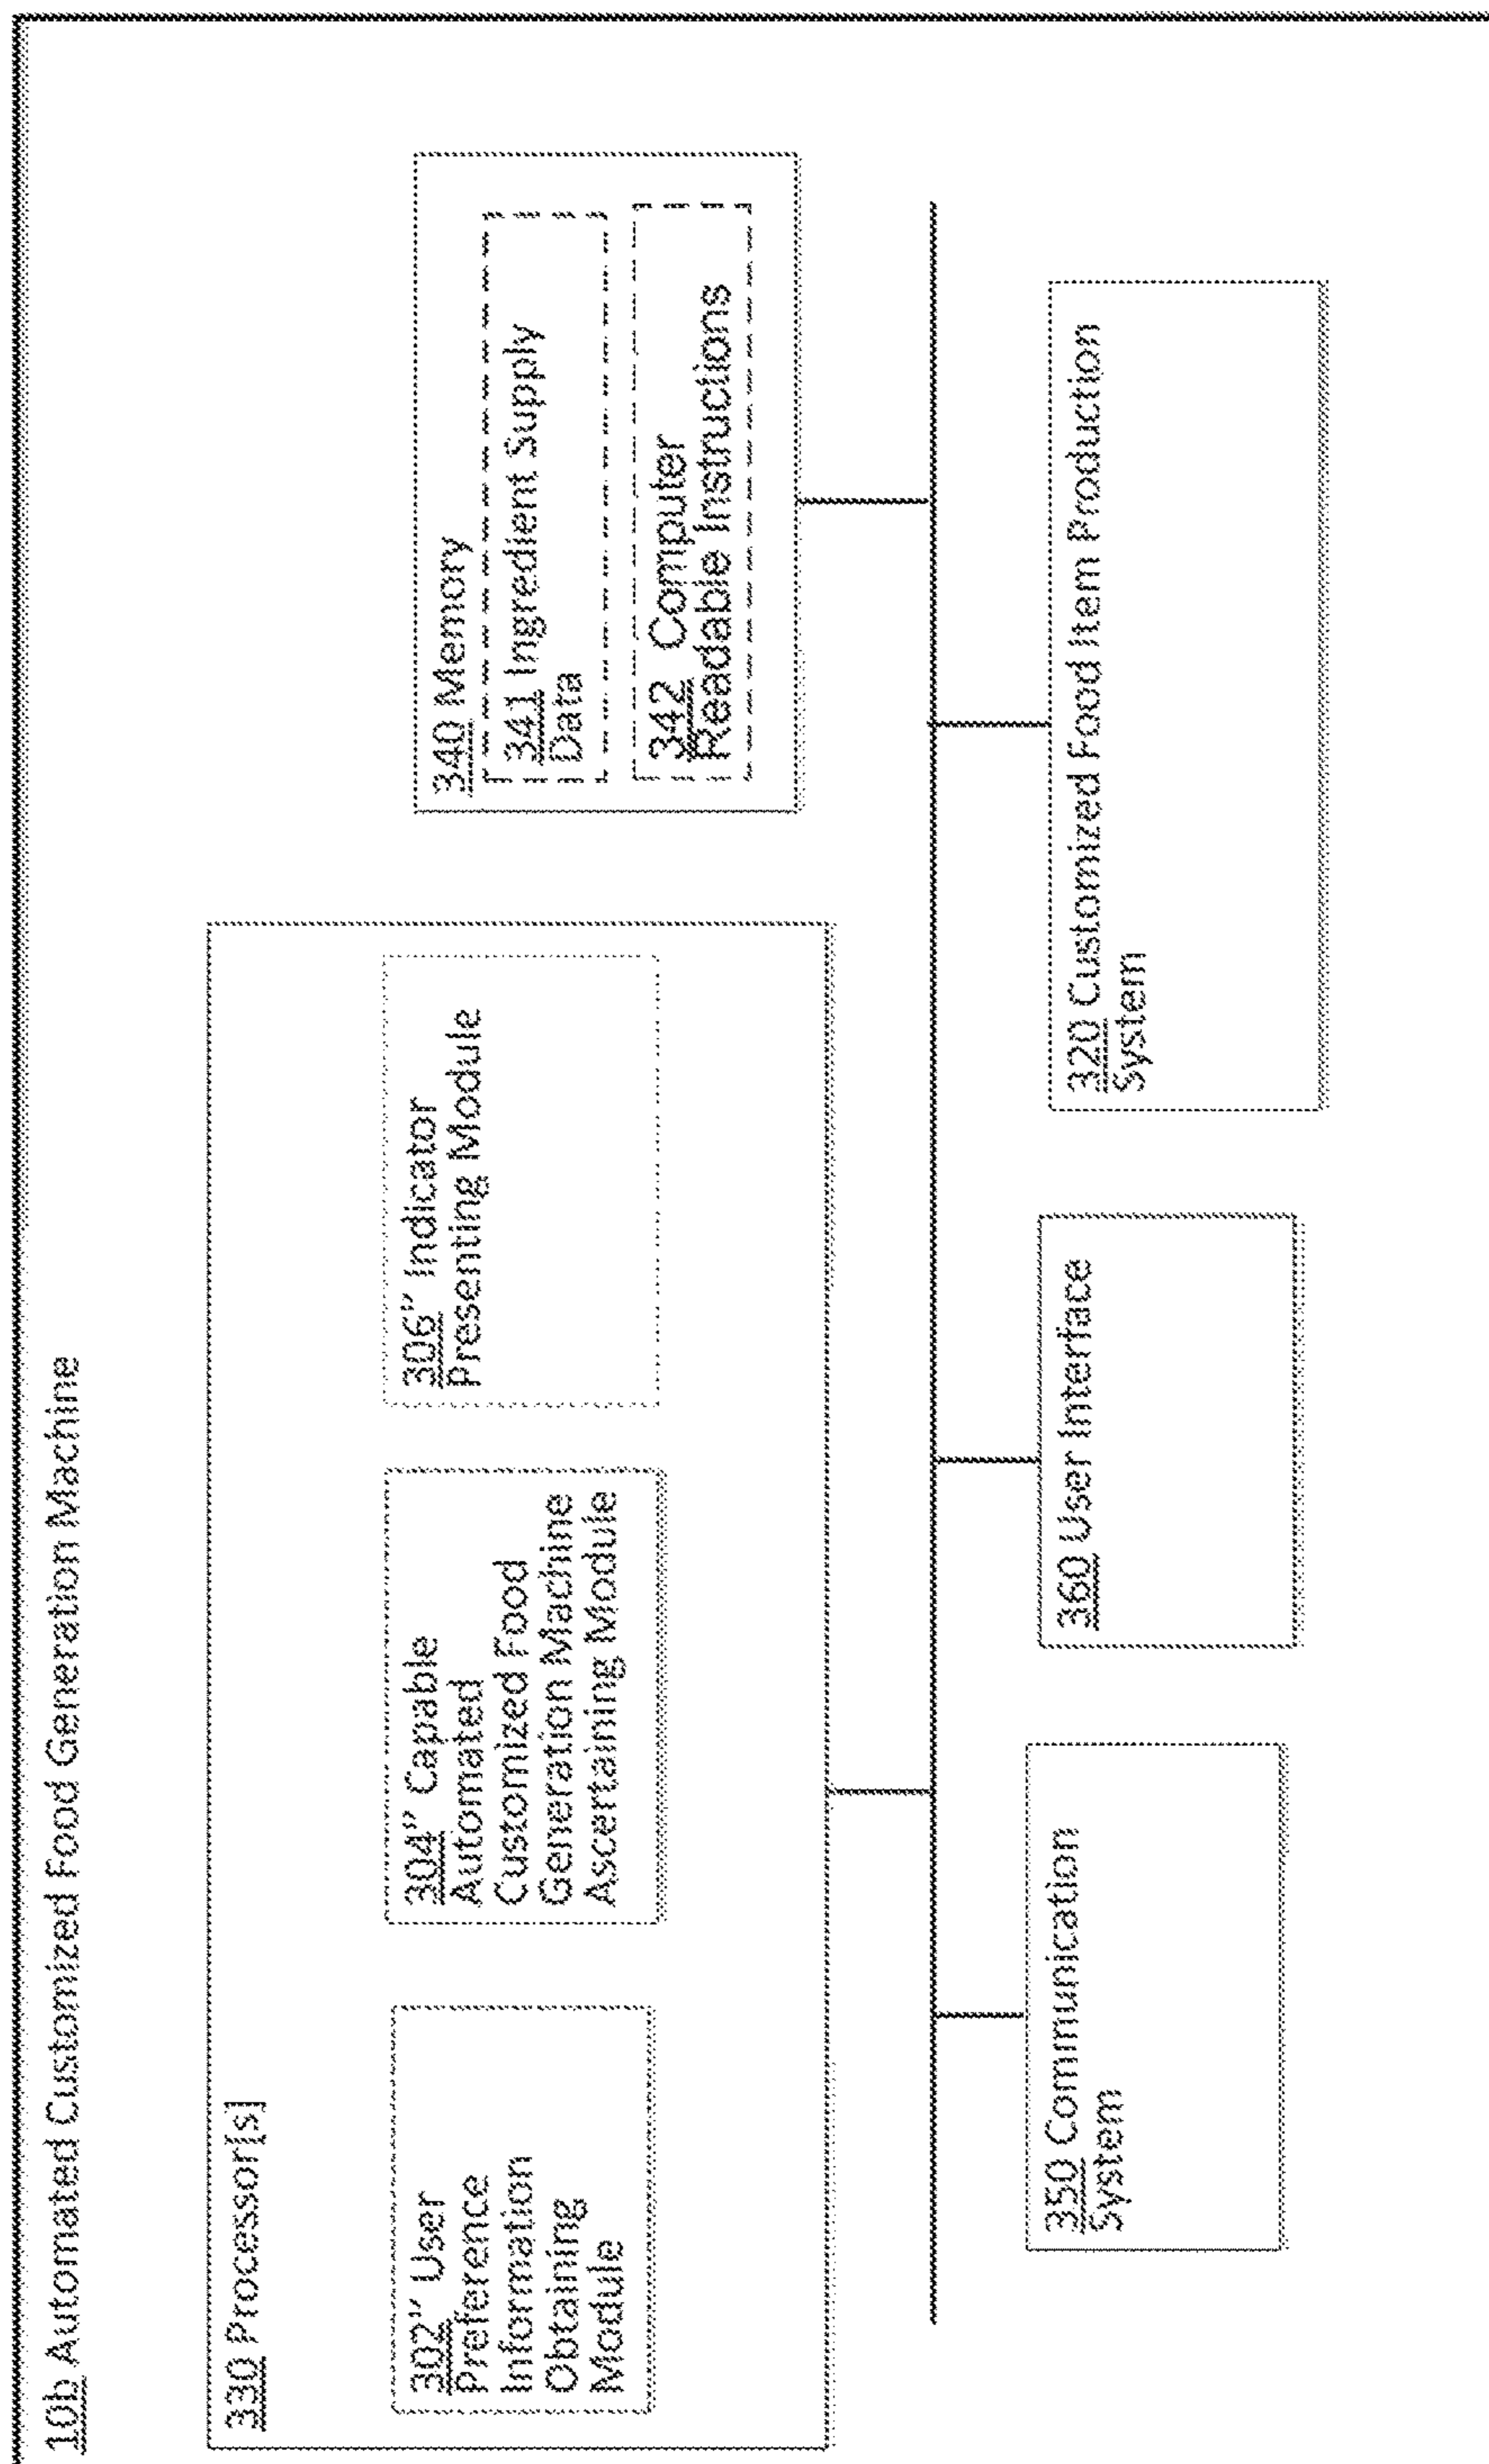 10b Automated Customized Food Generation Machine
330 Processor[s]
302" User
Preference
Information
Obtaining
Module
304" Capable
Automated
Customized Food
Generation Machine
Ascertaining Module
306" Indicator
Presenting Module
340 Memory
341 Ingredient Supply
Data
342 Computer
Readable Instructions
350 Communication
System
360 User Interface
320 Customized Food Item Production
System